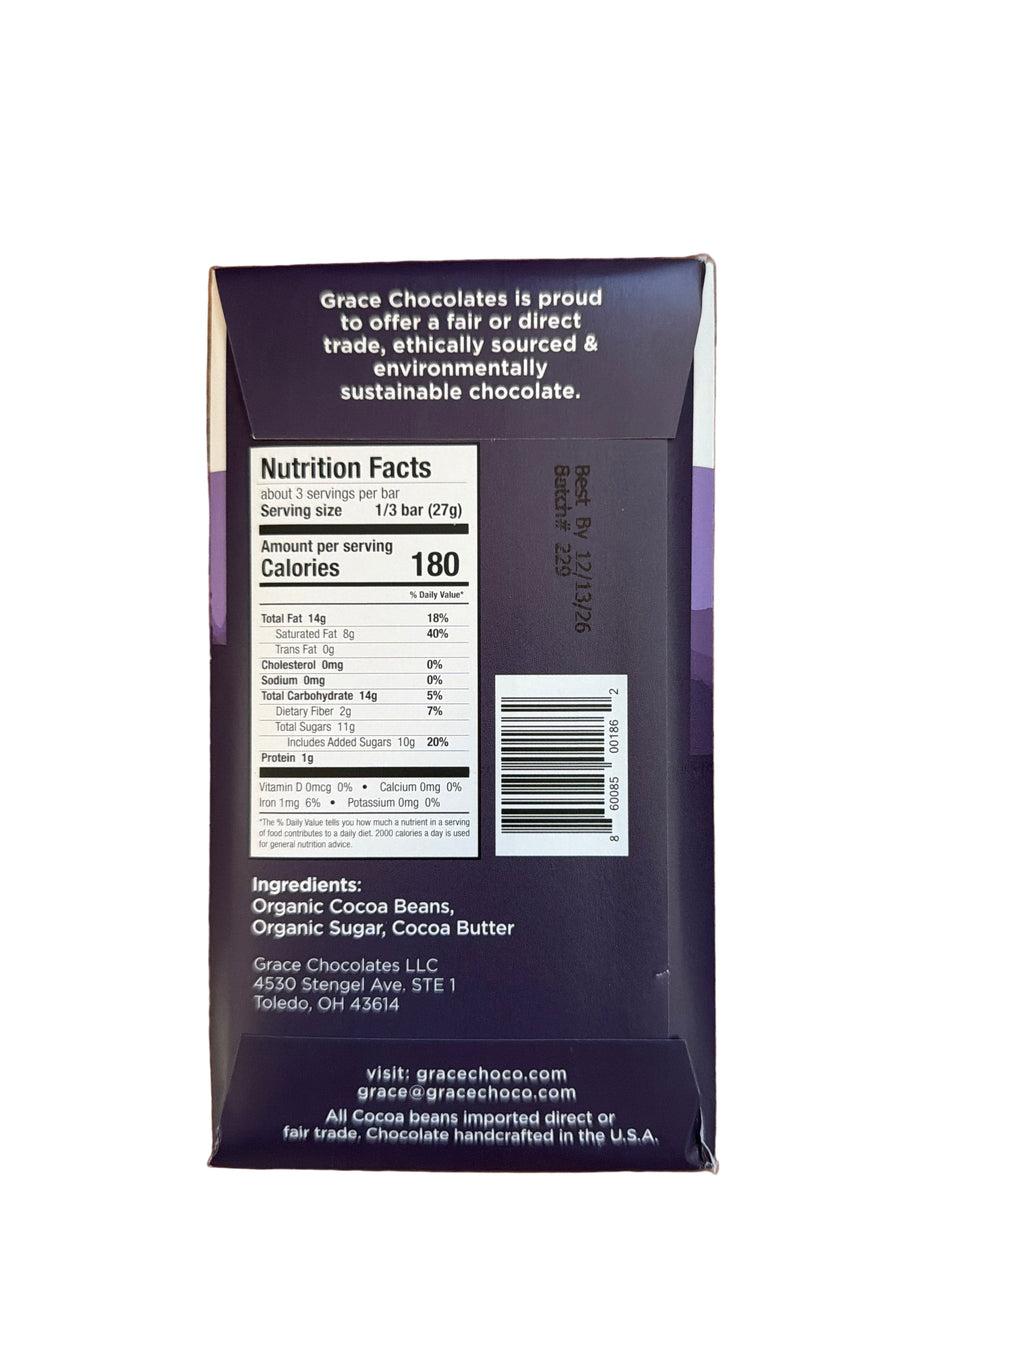 Grace Chocolates is proud
to offer a fair or direct
trade, ethically sourced &
environmentally
sustainable chocolate.
Nutrition Facts
about 3 servings per bar
Serving size 1/3 bar (27g)
Amount per serving
Calories 180
% Daily Value*
Total Fat 14g 18%
Saturated Fat 8g 40%
Trans Fat 0g
Cholesterol 0mg 0%
Sodium 0mg 0%
Total Carbohydrate 14g 5%
Dietary Fiber 2g 7%
Total Sugars 11g
Includes Added Sugars 10g 20%
Protein 1g
Vitamin D 0mcg 0% • Calcium 0mg 0%
Iron 1mg 6% • Potassium 0mg 0%
*The % Daily Value tells you how much a nutrient in a serving
of food contributes to a daily diet. 2000 calories a day is used
for general nutrition advice.
Best By 12/13/26
Batch# 229
8 60085 00186 2
Ingredients:
Organic Cocoa Beans,
Organic Sugar, Cocoa Butter
Grace Chocolates LLC
4530 Stengel Ave. STE 1
Toledo, OH 43614
visit: gracechoco.com
grace@gracechoco.com
All Cocoa beans imported direct or
fair trade. Chocolate handcrafted in the U.S.A.